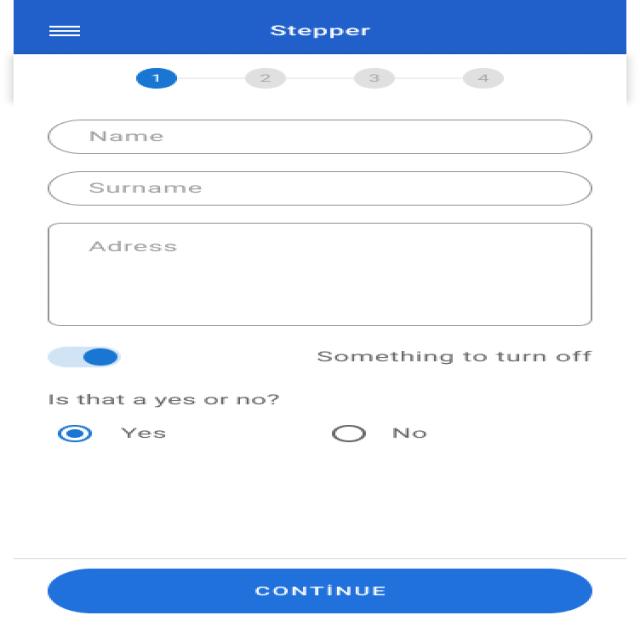 Stepper
1 2 3 4
Name
Surname
Adress
Something to turn off
Is that a yes or no?
Yes No
CONTİNUE